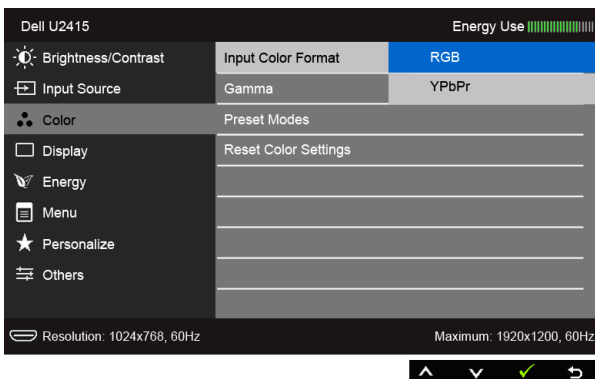 Dell U2415 Energy Use
Brightness/Contrast Input Color Format RGB
Input Source Gamma YPbPr
Color Preset Modes
Display Reset Color Settings
Energy
Menu
Personalize
Others
Resolution: 1024x768, 60Hz Maximum: 1920x1200, 60Hz